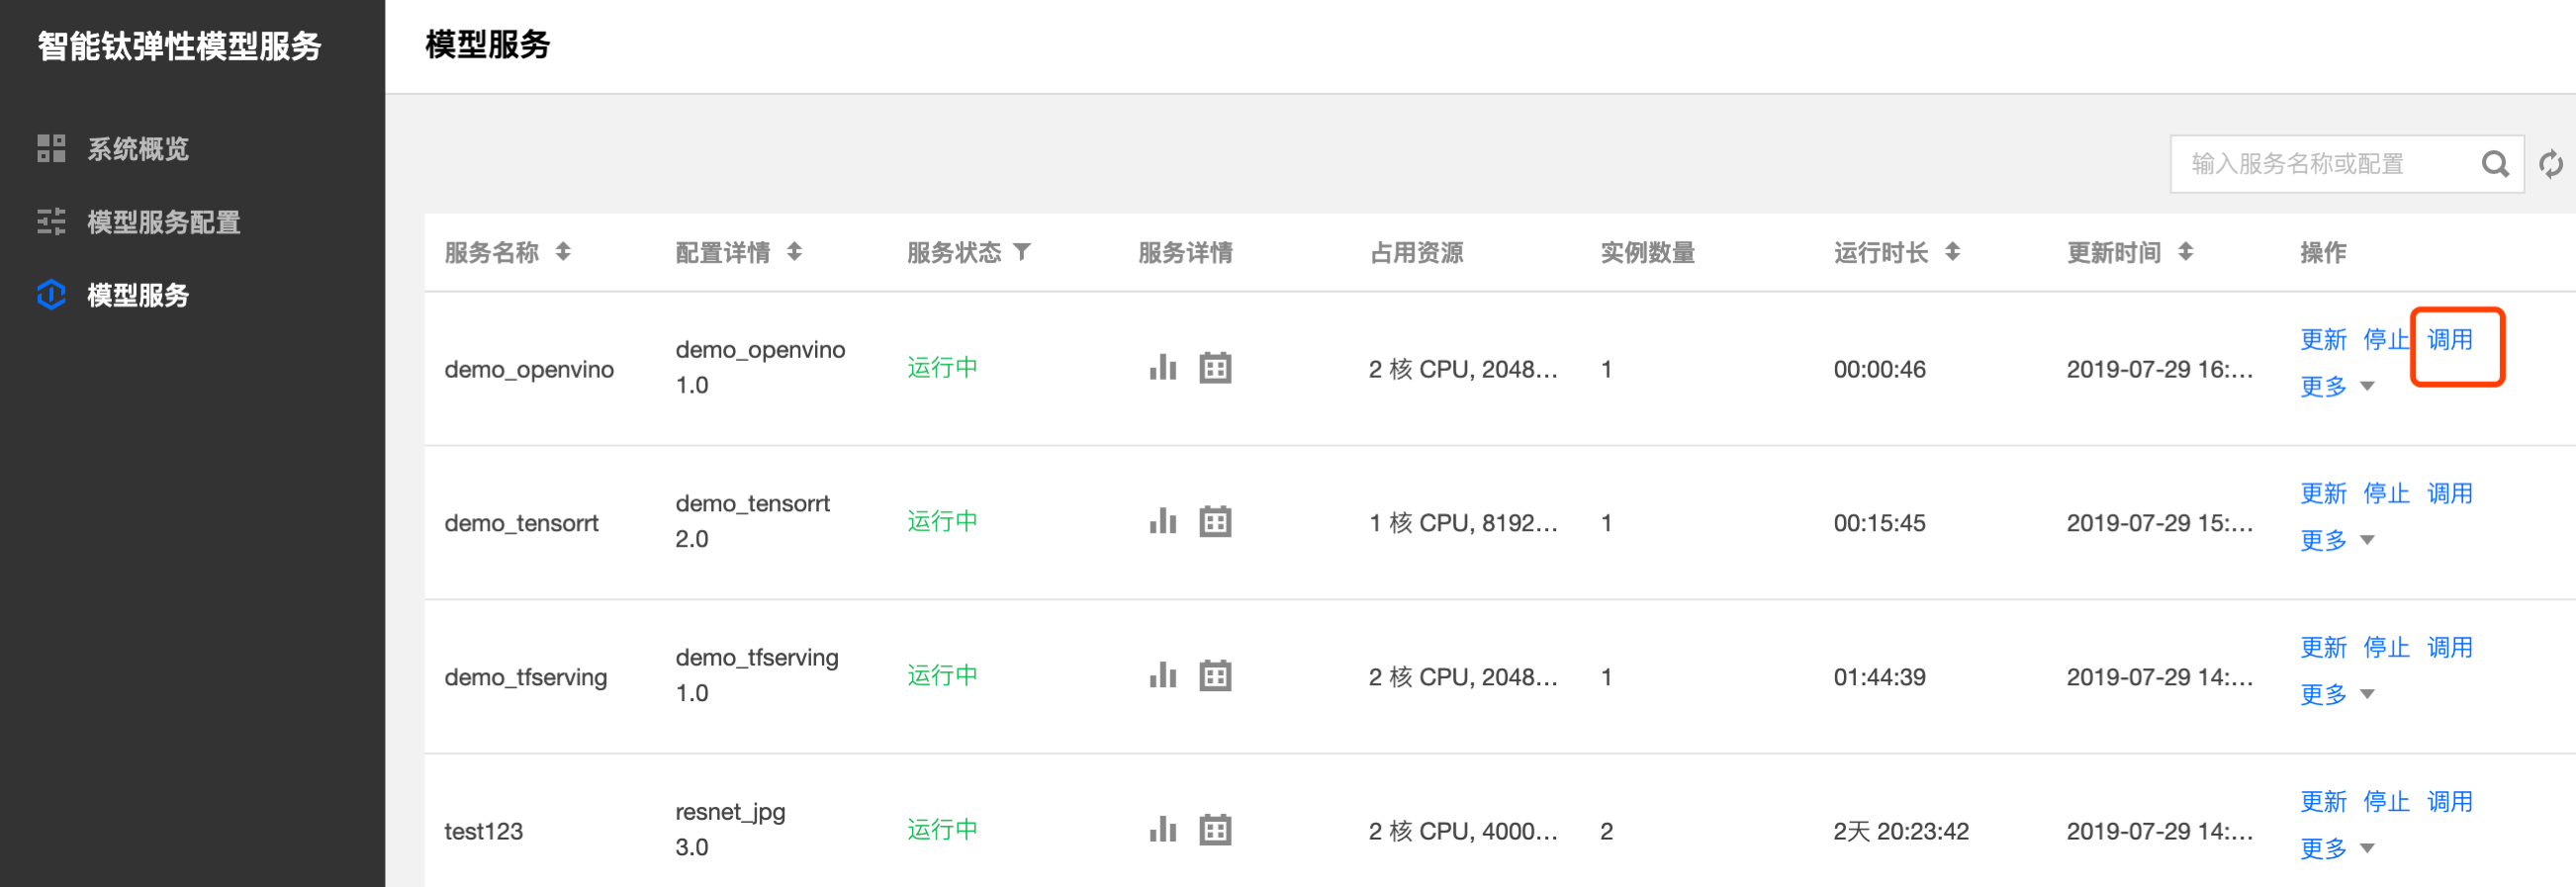 智能钛弹性模型服务
系统概览
模型服务配置
模型服务
模型服务
输入服务名称或配置
服务名称 配置详情 服务状态 服务详情 占用资源 实例数量 运行时长 更新时间 操作
demo_openvino demo_openvino 运行中 2 核 CPU, 2048... 1 00:00:46 2019-07-29 16:... 更新 停止 调用
1.0 更多
demo_tensorrt demo_tensorrt 运行中 1 核 CPU, 8192... 1 00:15:45 2019-07-29 15:... 更新 停止 调用
2.0 更多
demo_tfserving demo_tfserving 运行中 2 核 CPU, 2048... 1 01:44:39 2019-07-29 14:... 更新 停止 调用
1.0 更多
test123 resnet_jpg 运行中 2 核 CPU, 4000... 2 2天 20:23:42 2019-07-29 14:... 更新 停止 调用
3.0 更多